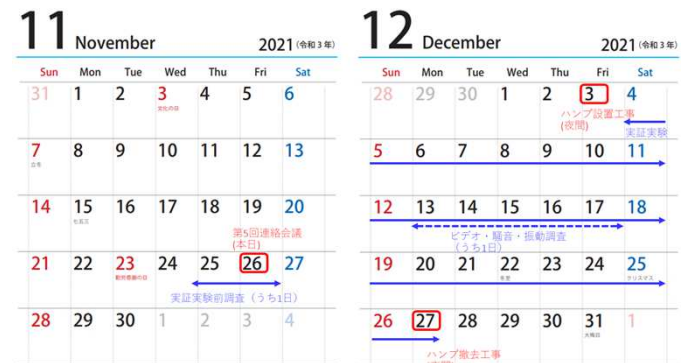 11 November 2021 (令和3年)
Sun Mon Tue Wed Thu Fri Sat
31 1 2 3 4 5 6
文化の日
7 8 9 10 11 12 13
立冬
14 15 16 17 18 19 20
七五三
第5回連絡会議
(本日)
21 22 23 24 25 26 27
勤労感謝の日
実証実験前調査（うち1日）
28 29 30 1 2 3 4
12 December 2021 (令和3年)
Sun Mon Tue Wed Thu Fri Sat
28 29 30 1 2 3 4
ハンプ設置工事
(夜間)
実証実験
5 6 7 8 9 10 11
12 13 14 15 16 17 18
ビデオ・騒音・振動調査
（うち1日）
19 20 21 22 23 24 25
冬至
クリスマス
26 27 28 29 30 31 1
大晦日
ハンプ撤去工事